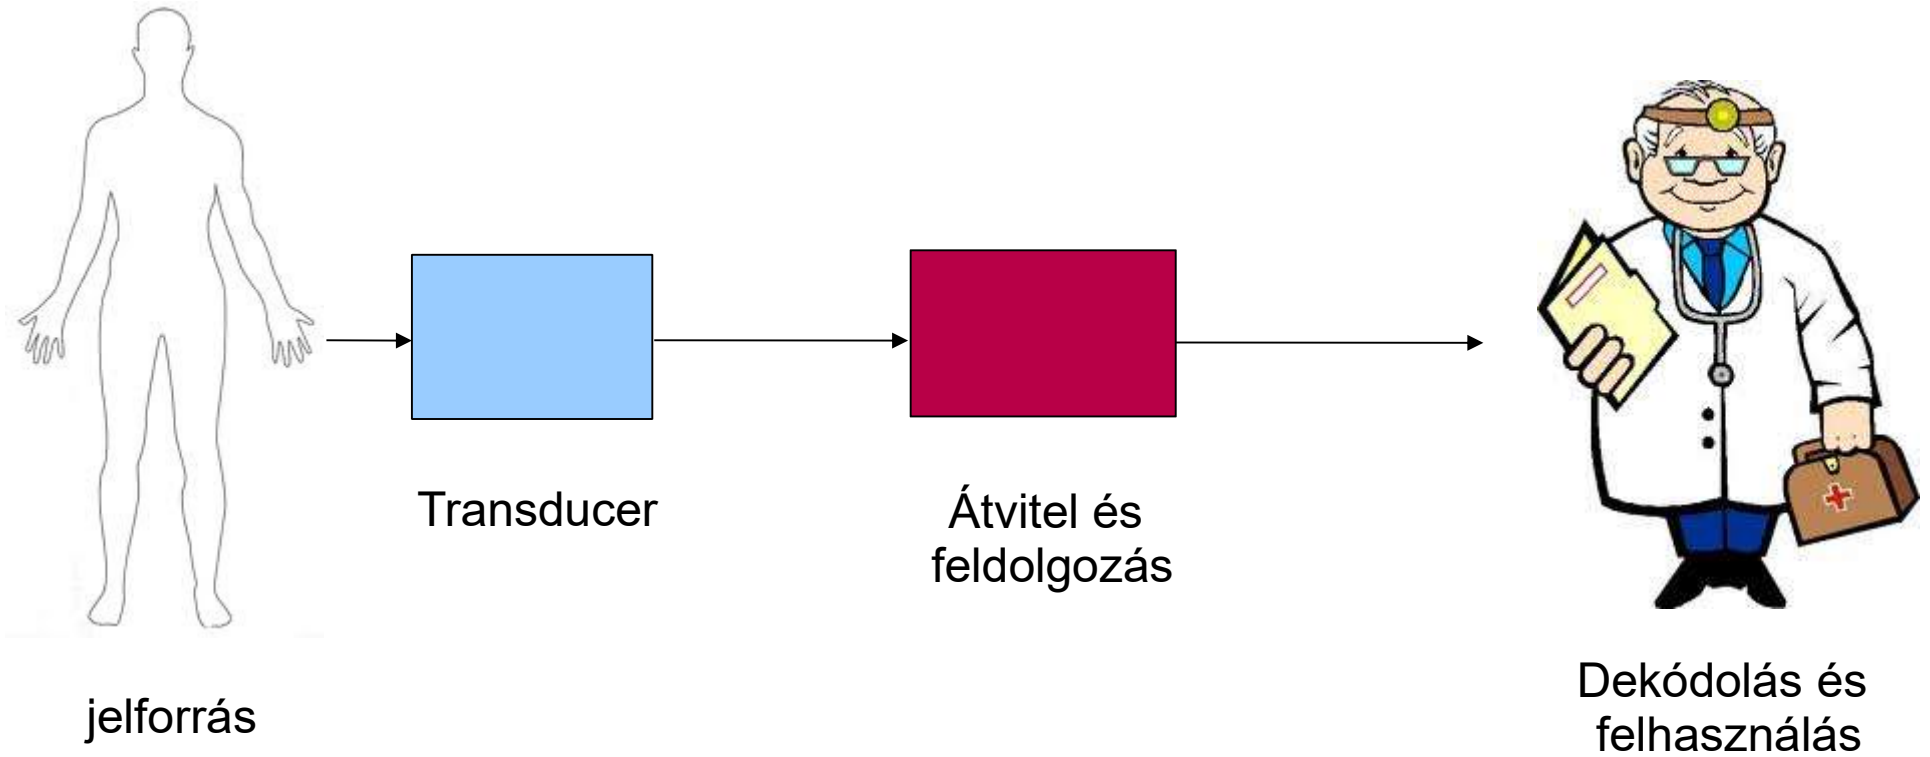 Transducer
Átvitel és
feldolgozás
jelforrás
Dekódolás és
felhasználás